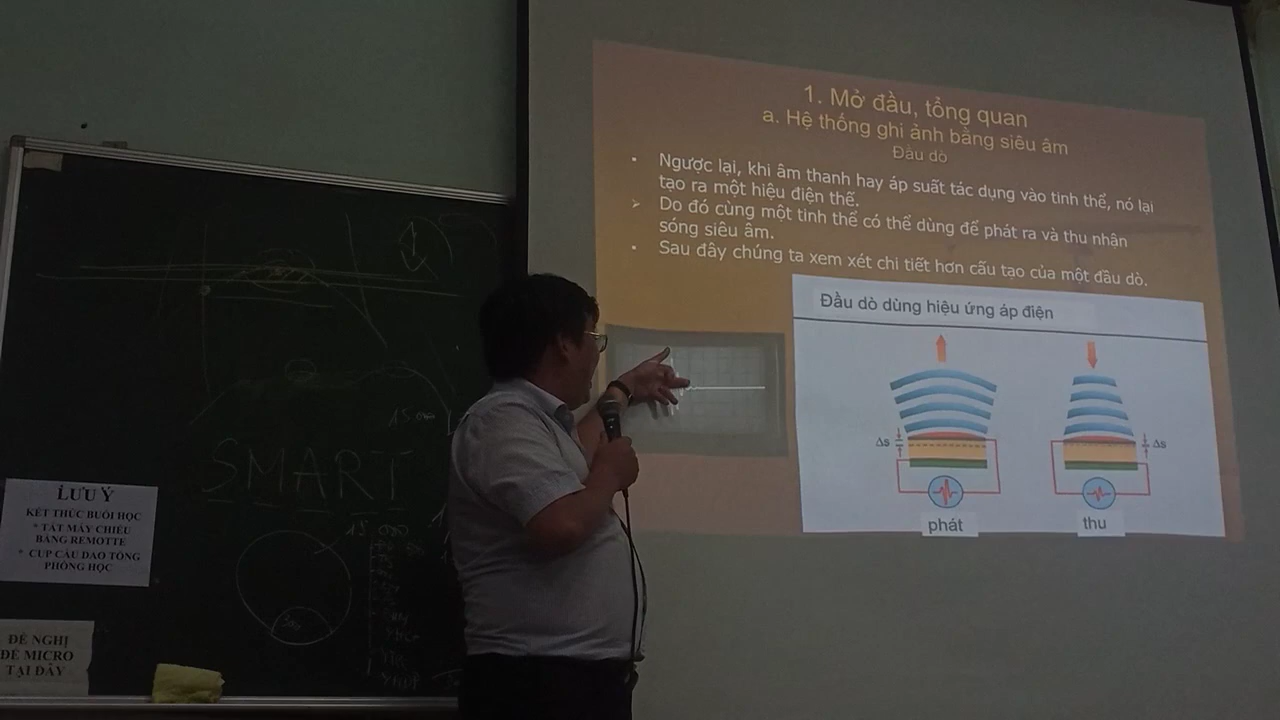 1. Mở đầu, tổng quan
a. Hệ thống ghi ảnh bằng siêu âm
Đầu dò
▪ Ngược lại, khi âm thanh hay áp suất tác dụng vào tinh thể, nó lại
tạo ra một hiệu điện thế.
➢ Do đó cùng một tinh thể có thể dùng để phát ra và thu nhận
sóng siêu âm.
▪ Sau đây chúng ta xem xét chi tiết hơn cấu tạo của một đầu dò.
Đầu dò dùng hiệu ứng áp điện
Δs
Δs
phát
thu
SMART
LƯU Ý
KẾT THÚC BUỔI HỌC
* TẮT MÁY CHIẾU
BẰNG REMOTTE
* CUP CẦU DAO TỔNG
PHÒNG HỌC
ĐỀ NGHỊ
ĐỂ MICRO
TẠI ĐÂY